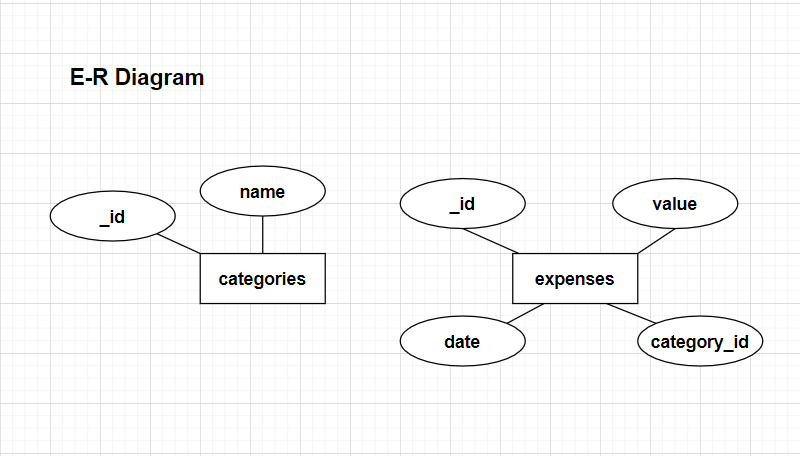 E-R Diagram
_id
name
categories
_id
value
expenses
date
category_id